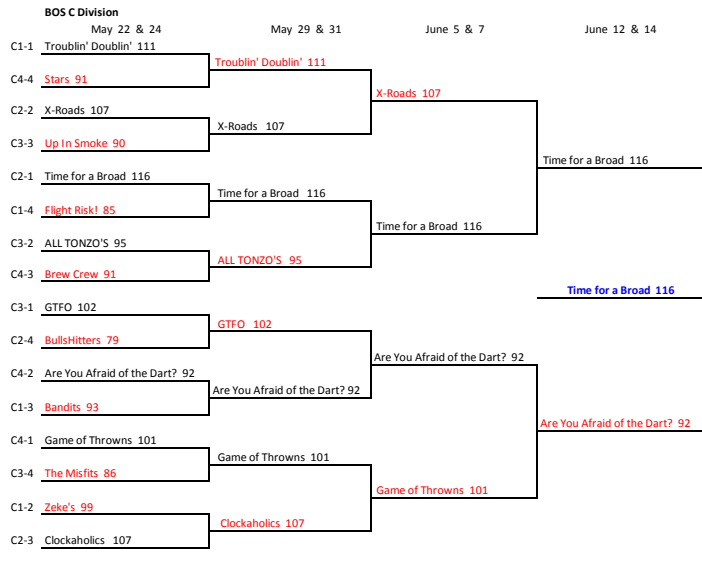 BOS C Division
May 22 & 24 May 29 & 31 June 5 & 7 June 12 & 14
C1-1 Troublin' Doublin' 111
Troublin' Doublin' 111
C4-4 Stars 91
X-Roads 107
C2-2 X-Roads 107
X-Roads 107
C3-3 Up In Smoke 90
Time for a Broad 116
C2-1 Time for a Broad 116
Time for a Broad 116
C1-4 Flight Risk! 85
Time for a Broad 116
C3-2 ALL TONZO'S 95
ALL TONZO'S 95
C4-3 Brew Crew 91
Time for a Broad 116
C3-1 GTFO 102
GTFO 102
C2-4 BullsHitters 79
Are You Afraid of the Dart? 92
C4-2 Are You Afraid of the Dart? 92
Are You Afraid of the Dart? 92
C1-3 Bandits 93
Are You Afraid of the Dart? 92
C4-1 Game of Throwns 101
Game of Throwns 101
C3-4 The Misfits 86
Game of Throwns 101
C1-2 Zeke's 99
Clockaholics 107
C2-3 Clockaholics 107